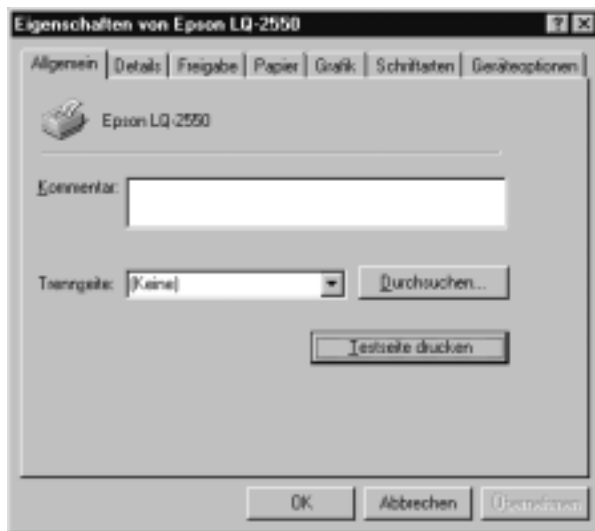 Eigenschaften von Epson LQ-2550
Allgemein Details Freigabe Papier Grafik Schriftarten Geräteoptionen
Epson LQ-2550
Kommentar:
Trennseite: (Keine) Durchsuchen...
Testseite drucken
OK Abbrechen Übernehmen